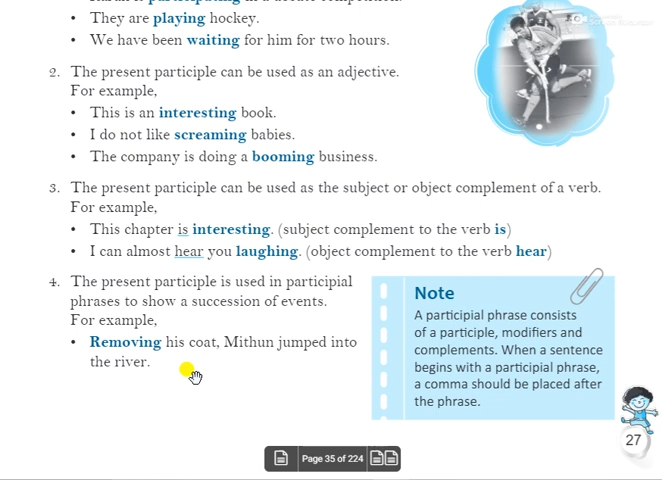 participating
• They are playing hockey.
• We have been waiting for him for two hours.
2. The present participle can be used as an adjective.
For example,
• This is an interesting book.
• I do not like screaming babies.
• The company is doing a booming business.
3. The present participle can be used as the subject or object complement of a verb.
For example,
• This chapter is interesting. (subject complement to the verb is)
• I can almost hear you laughing. (object complement to the verb hear)
4. The present participle is used in participial
phrases to show a succession of events.
For example,
• Removing his coat, Mithun jumped into
the river.
Note
A participial phrase consists
of a participle, modifiers and
complements. When a sentence
begins with a participial phrase,
a comma should be placed after
the phrase.
27
Page 35 of 224